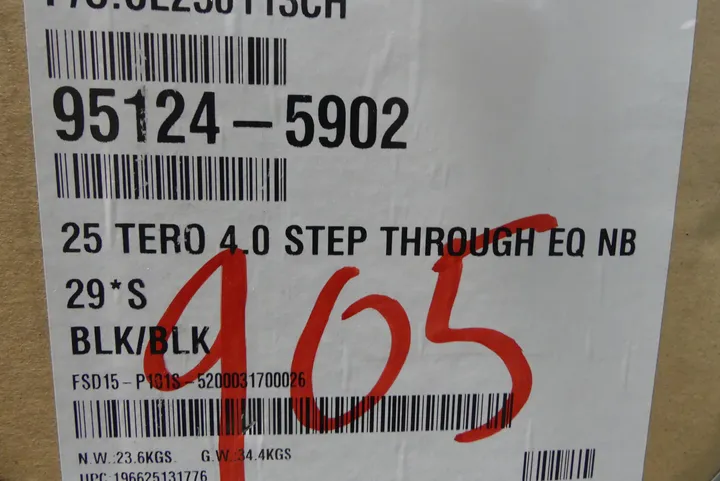 95124-5902
25 TERO 4.0 STEP THROUGH EQ NB
29*S
BLK/BLK
905
FSD15-P131S-5200031700026
N.W.:23.6KGS. G.W.:34.4KGS
UPC:196625131776